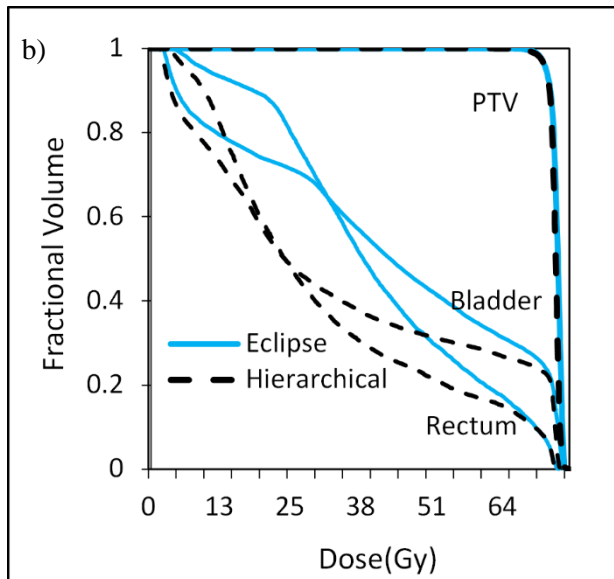 b)
1
0.8
0.6
0.4
0.2
0
Fractional Volume
PTV
Bladder
Eclipse
Hierarchical
Rectum
0 13 25 38 51 64
Dose(Gy)